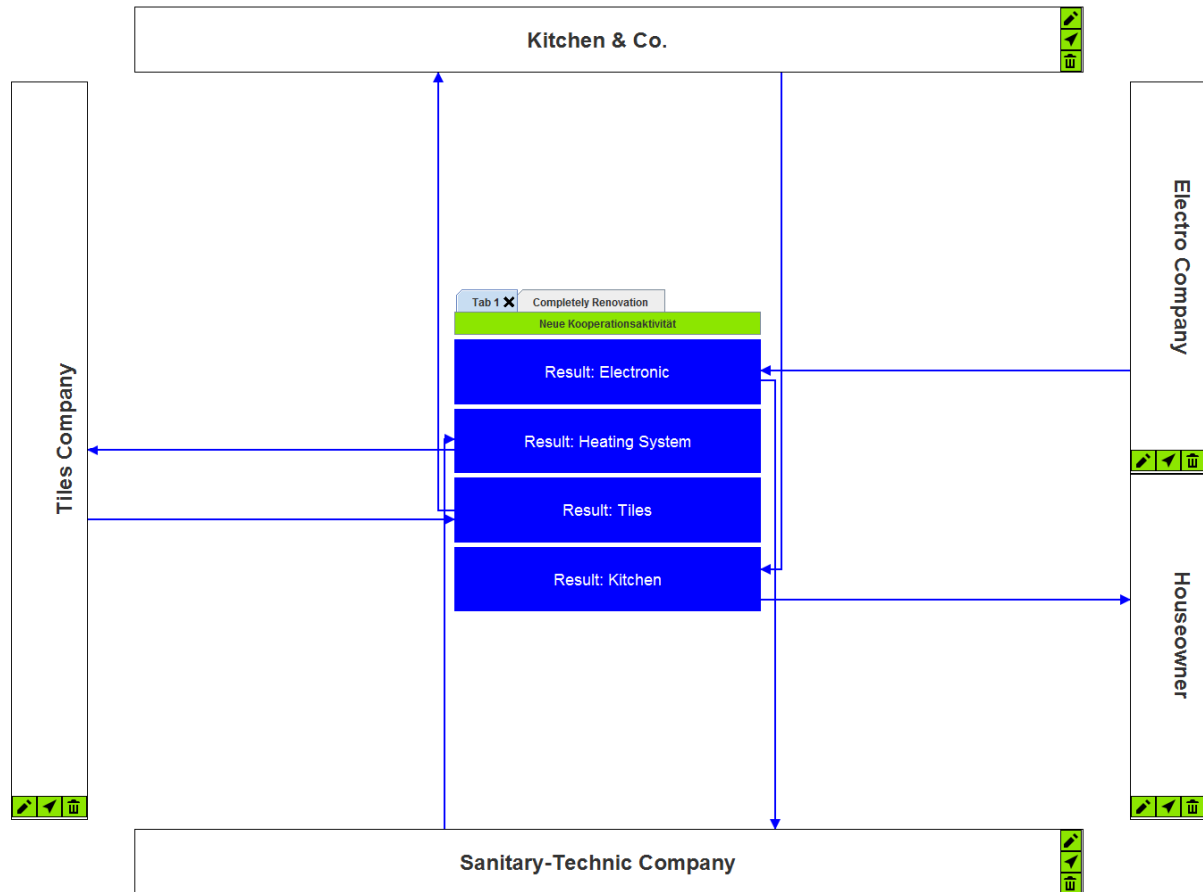 Kitchen & Co.
Tiles Company
Electro Company
Tab 1
Completely Renovation
Neue Kooperationsaktivität
Result: Electronic
Result: Heating System
Result: Tiles
Result: Kitchen
Houseowner
Sanitary-Technic Company